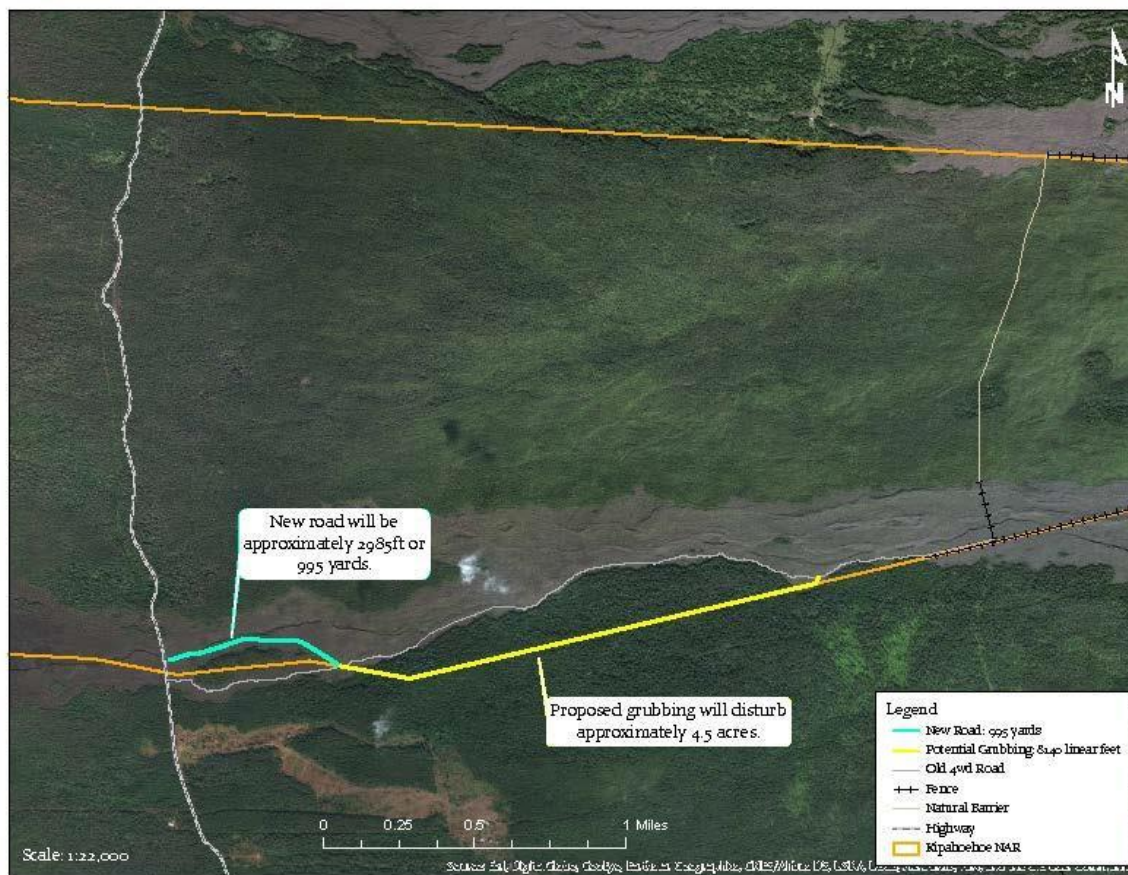 N
New road will be
approximately 2985ft or
995 yards.
Proposed grubbing will disturb
approximately 4.5 acres.
Legend
New Road: 995 yards
Potential Grubbing: 8140 linear feet
Old 4wd Road
Fence
Natural Barrier
Highway
Kipahoehoe NAR
0 0.25 0.5 1 Miles
Scale: 1:22,000